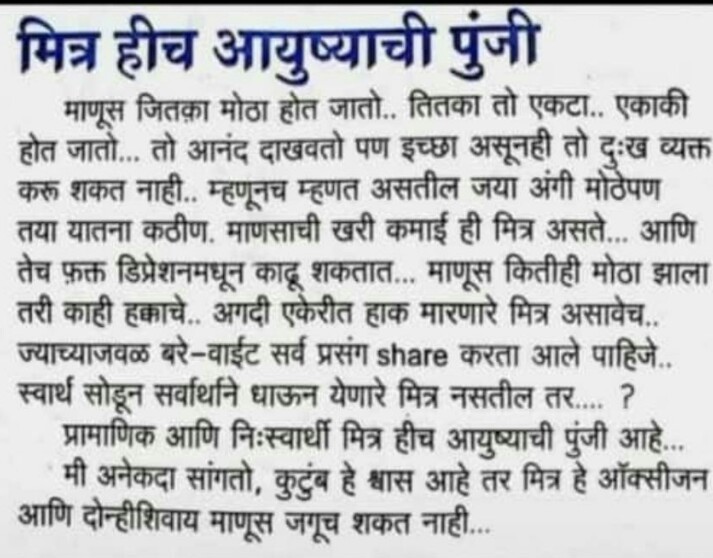 मित्र हीच आयुष्याची पुंजी
माणूस जितका मोठा होत जातो.. तितका तो एकटा.. एकाकी
होत जातो... तो आनंद दाखवतो पण इच्छा असूनही तो दुःख व्यक्त
करू शकत नाही.. म्हणूनच म्हणत असतील जया अंगी मोठेपण
तया यातना कठीण. माणसाची खरी कमाई ही मित्र असते... आणि
तेच फ़क्त डिप्रेशनमधून काढू शकतात... माणूस कितीही मोठा झाला
तरी काही हक्काचे.. अगदी एकेरीत हाक मारणारे मित्र असावेच..
ज्याच्याजवळ बरे-वाईट सर्व प्रसंग share करता आले पाहिजे..
स्वार्थ सोडून सर्वार्थाने धाऊन येणारे मित्र नसतील तर.... ?
प्रामाणिक आणि निःस्वार्थी मित्र हीच आयुष्याची पुंजी आहे...
मी अनेकदा सांगतो, कुटुंब हे श्वास आहे तर मित्र हे ऑक्सीजन
आणि दोन्हीशिवाय माणूस जगूच शकत नाही...